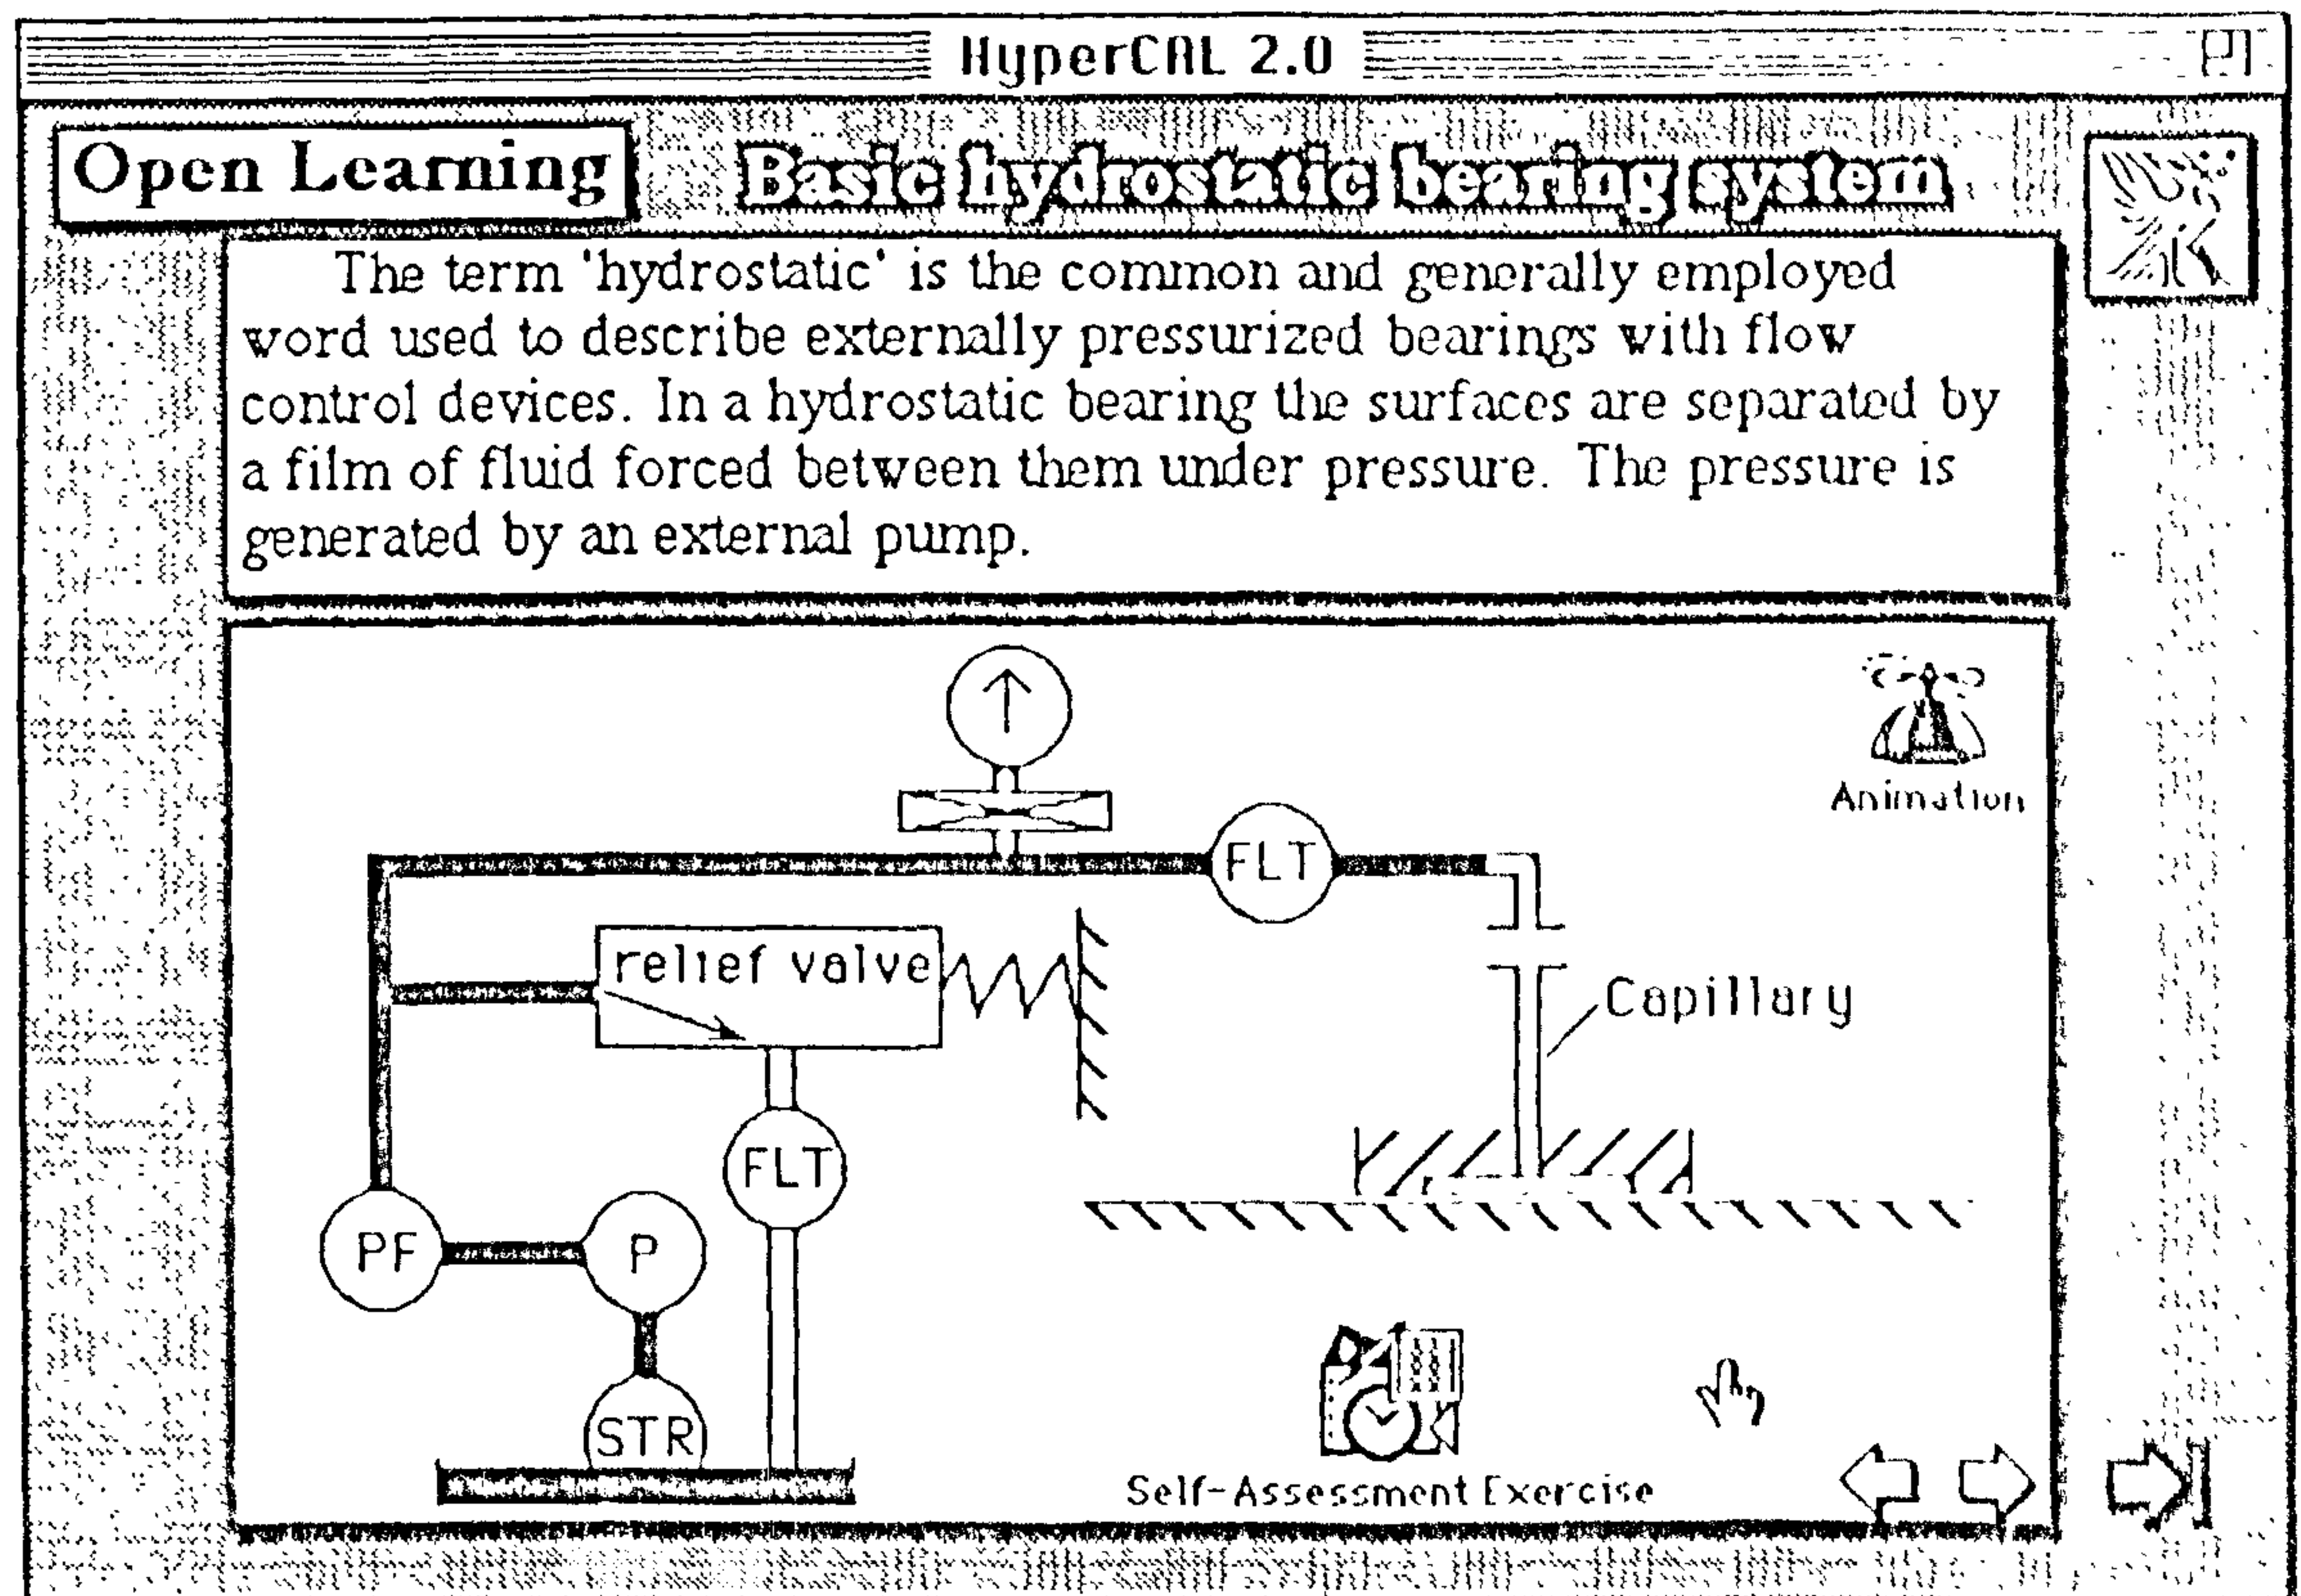 HyperCAL 2.0
Open Learning
Basic hydrostatic bearing system
The term 'hydrostatic' is the common and generally employed
word used to describe externally pressurized bearings with flow
control devices. In a hydrostatic bearing the surfaces are separated by
a film of fluid forced between them under pressure. The pressure is
generated by an external pump.
Animation
FLT
relief valve
Capillary
FLT
PF
P
STR
Self-Assessment Exercise